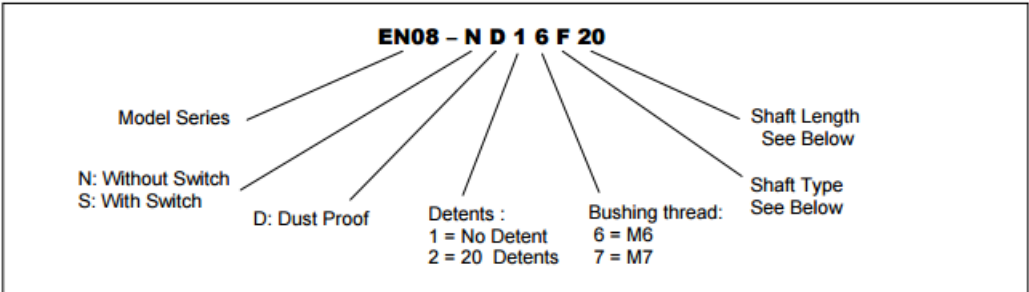 EN08 – N D 1 6 F 20
Model Series
Shaft Length
See Below
N: Without Switch
S: With Switch
D: Dust Proof
Detents :
1 = No Detent
2 = 20 Detents
Bushing thread:
6 = M6
7 = M7
Shaft Type
See Below